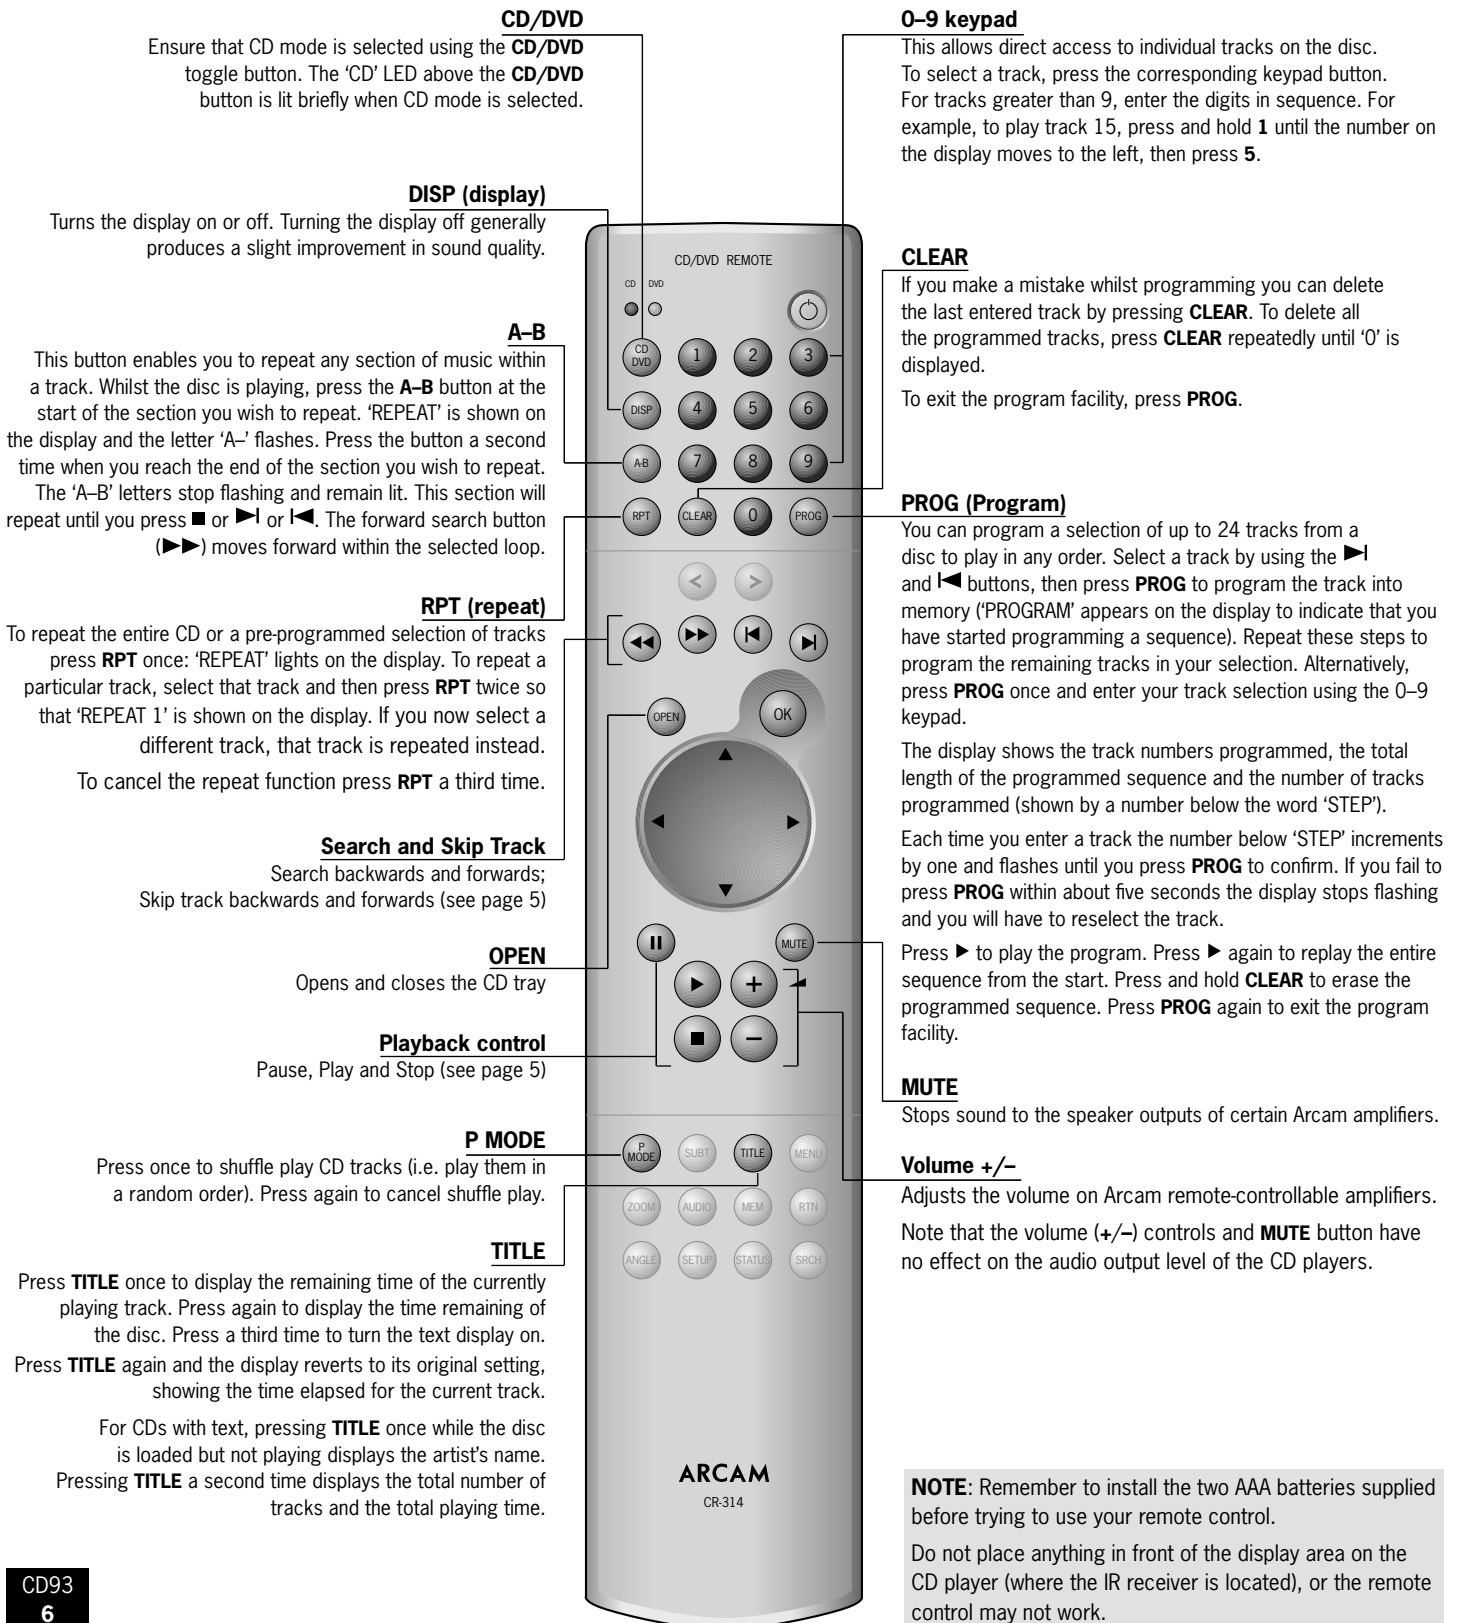 CD/DVD
Ensure that CD mode is selected using the CD/DVD
toggle button. The ‘CD’ LED above the CD/DVD
button is lit briefly when CD mode is selected.
DISP (display)
Turns the display on or off. Turning the display off generally
produces a slight improvement in sound quality.
A–B
This button enables you to repeat any section of music within
a track. Whilst the disc is playing, press the A–B button at the
start of the section you wish to repeat. ‘REPEAT’ is shown on
the display and the letter ‘A–’ flashes. Press the button a second
time when you reach the end of the section you wish to repeat.
The ‘A–B’ letters stop flashing and remain lit. This section will
repeat until you press ■ or ▶| or |◀. The forward search button
(▶▶) moves forward within the selected loop.
RPT (repeat)
To repeat the entire CD or a pre-programmed selection of tracks
press RPT once: ‘REPEAT’ lights on the display. To repeat a
particular track, select that track and then press RPT twice so
that ‘REPEAT 1’ is shown on the display. If you now select a
different track, that track is repeated instead.
To cancel the repeat function press RPT a third time.
Search and Skip Track
Search backwards and forwards;
Skip track backwards and forwards (see page 5)
OPEN
Opens and closes the CD tray
Playback control
Pause, Play and Stop (see page 5)
P MODE
Press once to shuffle play CD tracks (i.e. play them in
a random order). Press again to cancel shuffle play.
TITLE
Press TITLE once to display the remaining time of the currently
playing track. Press again to display the time remaining of
the disc. Press a third time to turn the text display on.
Press TITLE again and the display reverts to its original setting,
showing the time elapsed for the current track.
For CDs with text, pressing TITLE once while the disc
is loaded but not playing displays the artist’s name.
Pressing TITLE a second time displays the total number of
tracks and the total playing time.
CD93
6
CD/DVD REMOTE
CD DVD
CD
DVD
1 2 3
DISP 4 5 6
A-B 7 8 9
RPT CLEAR 0 PROG
< >
◀◀ ▶▶ |◀ ▶|
OPEN OK
▲
◀ ▶
▼
MUTE
▶ +
■ −
P
MODE SUBT TITLE MENU
ZOOM AUDIO MEM RTN
ANGLE SETUP STATUS SRCH
ARCAM
CR-314
0–9 keypad
This allows direct access to individual tracks on the disc.
To select a track, press the corresponding keypad button.
For tracks greater than 9, enter the digits in sequence. For
example, to play track 15, press and hold 1 until the number on
the display moves to the left, then press 5.
CLEAR
If you make a mistake whilst programming you can delete
the last entered track by pressing CLEAR. To delete all
the programmed tracks, press CLEAR repeatedly until ‘0’ is
displayed.
To exit the program facility, press PROG.
PROG (Program)
You can program a selection of up to 24 tracks from a
disc to play in any order. Select a track by using the ▶|
and |◀ buttons, then press PROG to program the track into
memory (‘PROGRAM’ appears on the display to indicate that you
have started programming a sequence). Repeat these steps to
program the remaining tracks in your selection. Alternatively,
press PROG once and enter your track selection using the 0–9
keypad.
The display shows the track numbers programmed, the total
length of the programmed sequence and the number of tracks
programmed (shown by a number below the word ‘STEP’).
Each time you enter a track the number below ‘STEP’ increments
by one and flashes until you press PROG to confirm. If you fail to
press PROG within about five seconds the display stops flashing
and you will have to reselect the track.
Press ▶ to play the program. Press ▶ again to replay the entire
sequence from the start. Press and hold CLEAR to erase the
programmed sequence. Press PROG again to exit the program
facility.
MUTE
Stops sound to the speaker outputs of certain Arcam amplifiers.
Volume +/–
Adjusts the volume on Arcam remote-controllable amplifiers.
Note that the volume (+/–) controls and MUTE button have
no effect on the audio output level of the CD players.
NOTE: Remember to install the two AAA batteries supplied
before trying to use your remote control.
Do not place anything in front of the display area on the
CD player (where the IR receiver is located), or the remote
control may not work.